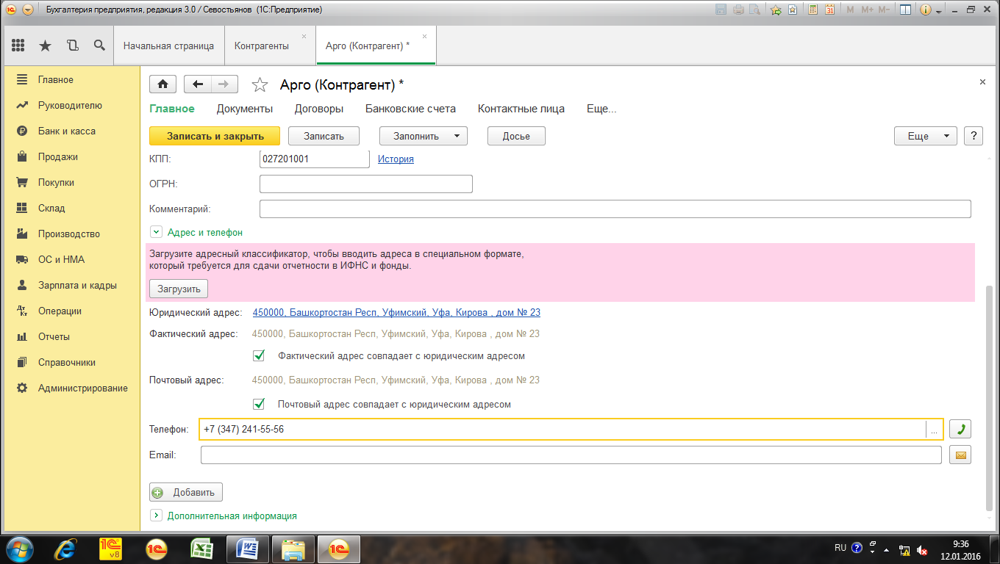 Бухгалтерия предприятия, редакция 3.0 / Севостьянов (1С:Предприятие)
M M+ M-
Начальная страница
Контрагенты
Арго (Контрагент) *
Главное
Руководителю
Банк и касса
Продажи
Покупки
Склад
Производство
ОС и НМА
Зарплата и кадры
Операции
Отчеты
Справочники
Администрирование
Арго (Контрагент) *
Главное Документы Договоры Банковские счета Контактные лица Еще...
Записать и закрыть Записать Заполнить Досье Еще ?
КПП: 027201001 История
ОГРН:
Комментарий:
Адрес и телефон
Загрузите адресный классификатор, чтобы вводить адреса в специальном формате,
который требуется для сдачи отчетности в ИФНС и фонды.
Загрузить
Юридический адрес: 450000, Башкортостан Респ, Уфимский, Уфа, Кирова , дом № 23
Фактический адрес: 450000, Башкортостан Респ, Уфимский, Уфа, Кирова , дом № 23
Фактический адрес совпадает с юридическим адресом
Почтовый адрес: 450000, Башкортостан Респ, Уфимский, Уфа, Кирова , дом № 23
Почтовый адрес совпадает с юридическим адресом
Телефон: +7 (347) 241-55-56 ...
Email:
Добавить
Дополнительная информация
RU
9:36
12.01.2016